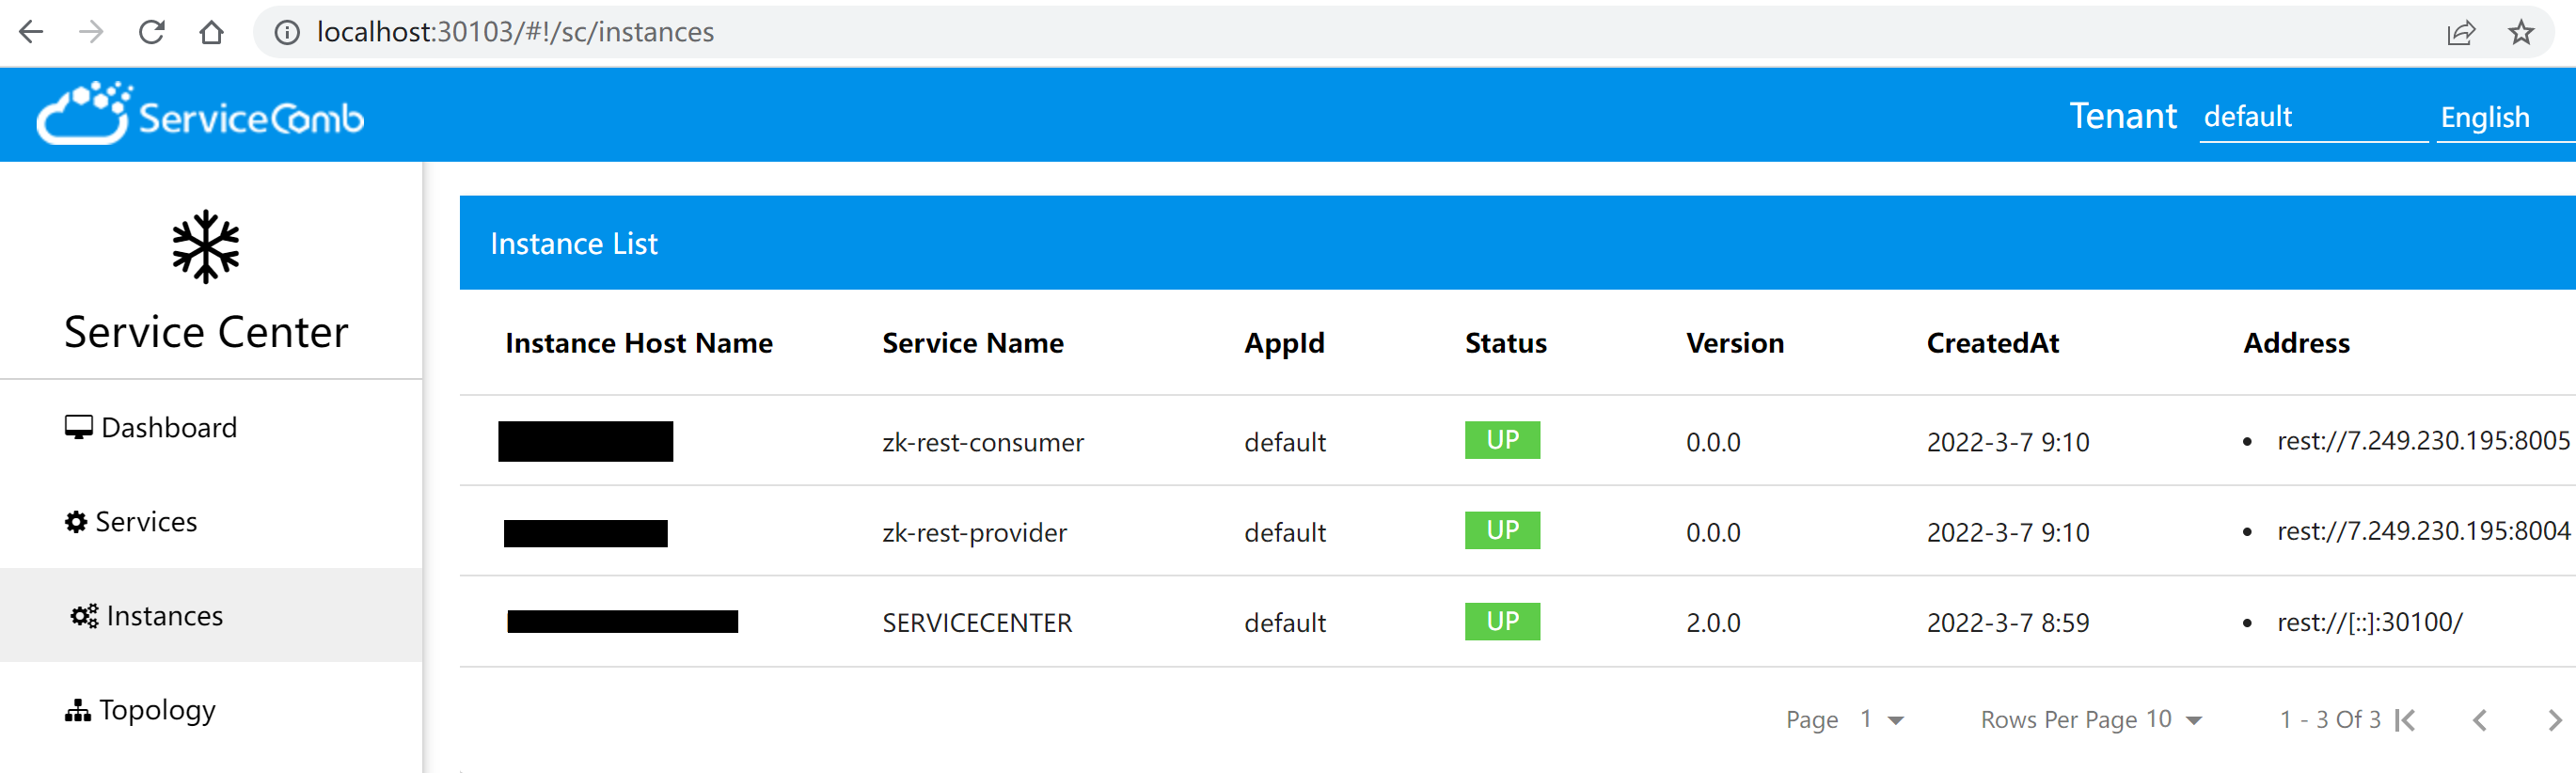 localhost:30103/#!/sc/instances
ServiceComb
Tenant default English
Service Center
Dashboard
Services
Instances
Topology
Instance List
Instance Host Name Service Name AppId Status Version CreatedAt Address
zk-rest-consumer default UP 0.0.0 2022-3-7 9:10 • rest://7.249.230.195:8005
zk-rest-provider default UP 0.0.0 2022-3-7 9:10 • rest://7.249.230.195:8004
SERVICECENTER default UP 2.0.0 2022-3-7 8:59 • rest://[::]:30100/
Page 1 Rows Per Page 10 1 - 3 Of 3